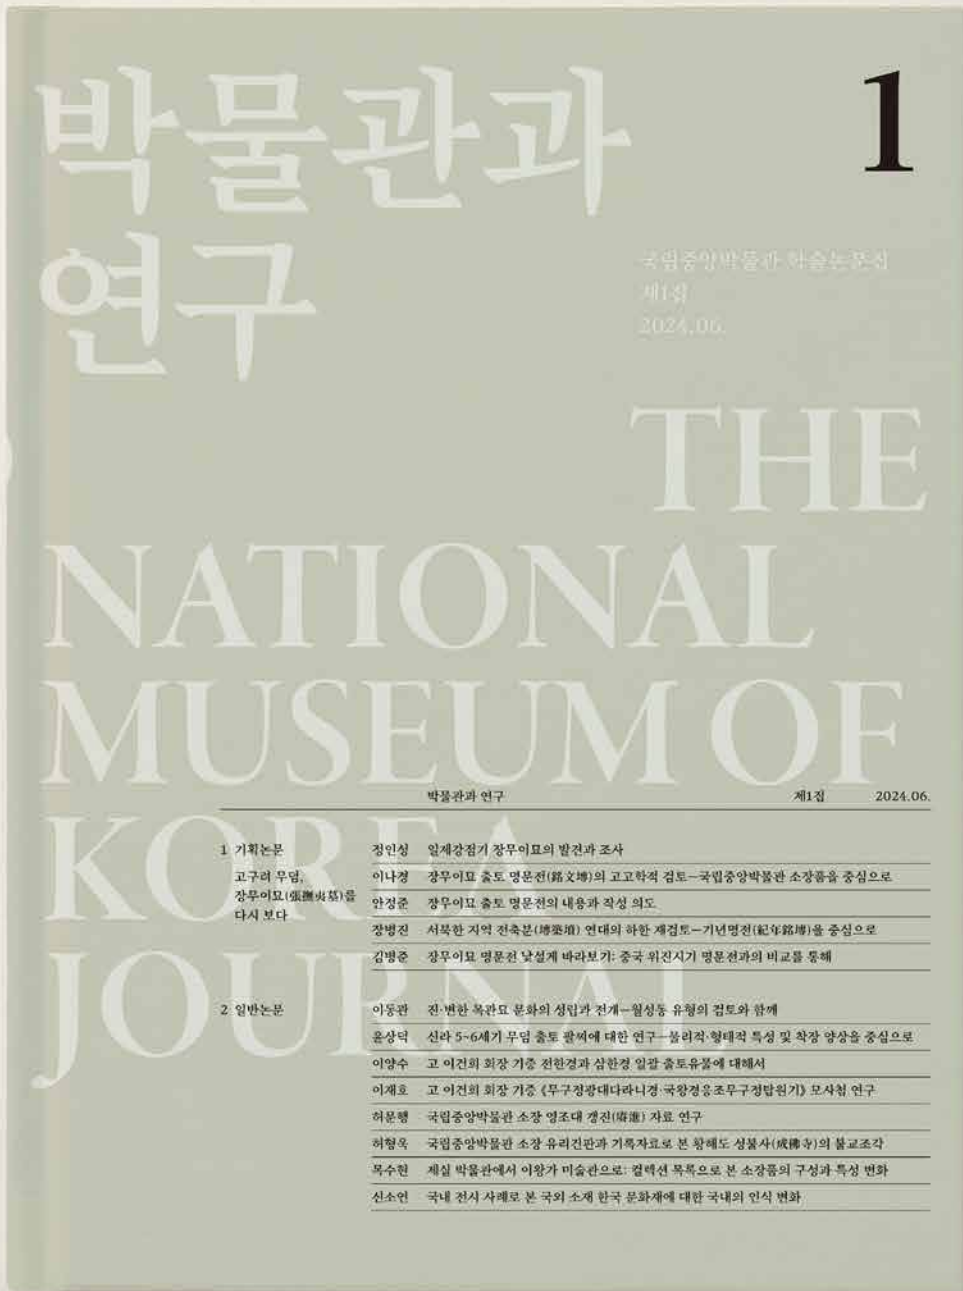 박물관과
연구
1
국립중앙박물관 학술논문집
제1집
2024.06.
THE
NATIONAL
MUSEUM OF
KOREA
JOURNAL
박물관과 연구 제1집 2024.06.
1 기획논문 정인성 일제강점기 장무이묘의 발견과 조사
고구려 무덤, 이나경 장무이묘 출토 명문전(銘文塼)의 고고학적 검토—국립중앙박물관 소장품을 중심으로
장무이묘(張撫夷墓)를 안정준 장무이묘 출토 명문전의 내용과 작성 의도
다시 보다 장병진 서북한 지역 전축분(塼築墳) 연대의 하한 재검토—기년명전(紀年銘塼)을 중심으로
김병준 장무이묘 명문전 낯설게 바라보기: 중국 위진시기 명문전과의 비교를 통해
2 일반논문 이동관 진·변한 목관묘 문화의 성립과 전개—월성동 유형의 검토와 함께
윤상덕 신라 5~6세기 무덤 출토 팔찌에 대한 연구—물리적·형태적 특성 및 착장 양상을 중심으로
이양수 고 이건희 회장 기증 전한경과 삼한경 일괄 출토유물에 대해서
이재호 고 이건희 회장 기증 《무구정광대다라니경·국왕경응조무구정탑원기》 모사첩 연구
허문행 국립중앙박물관 소장 영조대 갱진(賡進) 자료 연구
허형욱 국립중앙박물관 소장 유리건판과 기록자료로 본 황해도 성불사(成佛寺)의 불교조각
목수현 제실 박물관에서 이왕가 미술관으로: 컬렉션 목록으로 본 소장품의 구성과 특성 변화
신소연 국내 전시 사례로 본 국외 소재 한국 문화재에 대한 국내의 인식 변화